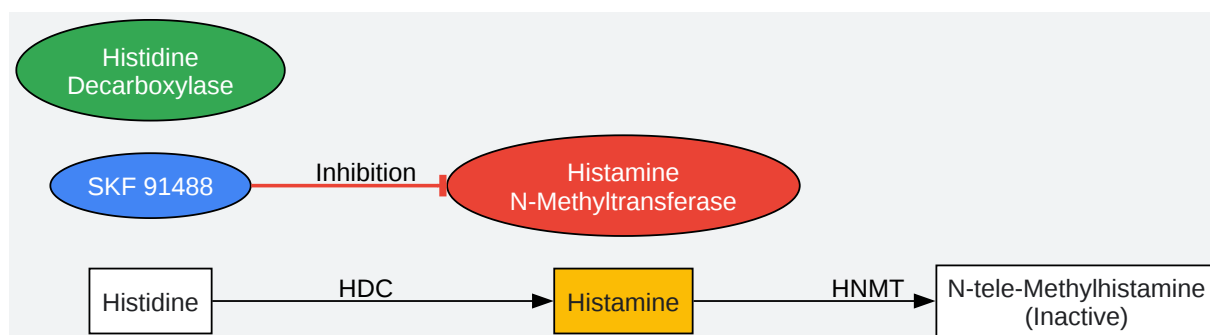 Histidine
Decarboxylase
SKF 91488
Inhibition
Histamine
N-Methyltransferase
Histidine
HDC
Histamine
HNMT
N-tele-Methylhistamine
(Inactive)